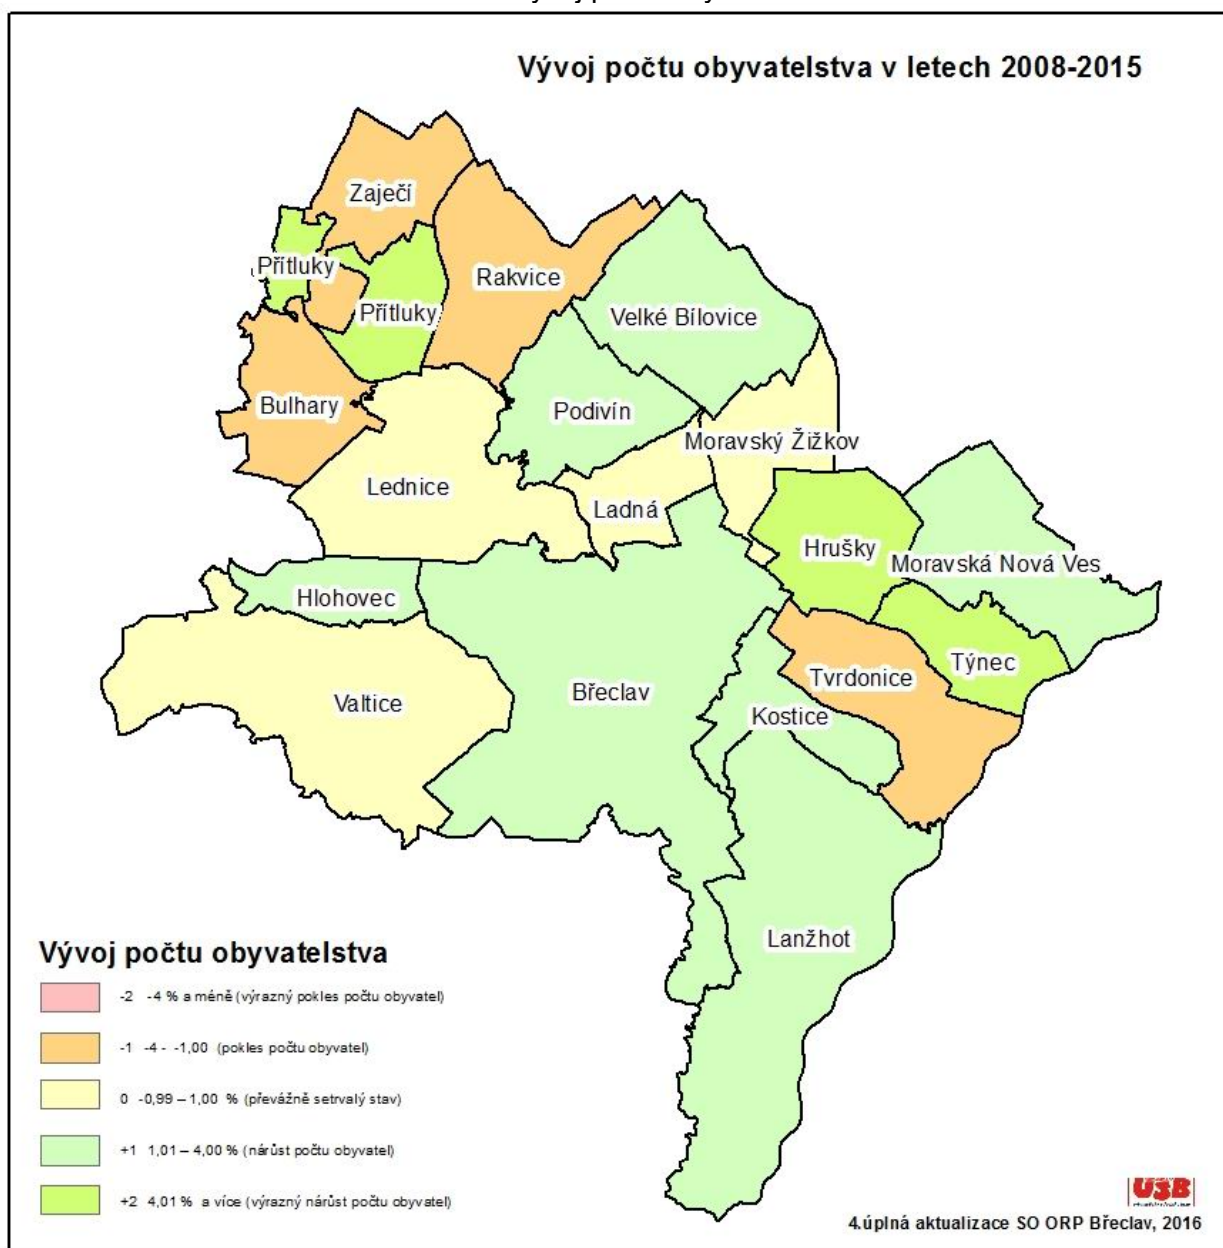 Vývoj počtu obyvatelstva v letech 2008-2015
Zaječí
Přítluky
Rakvice
Přítluky
Velké Bílovice
Bulhary
Podivín
Moravský Žižkov
Lednice
Ladná
Hrušky
Moravská Nová Ves
Hlohovec
Týnec
Tvrdonice
Břeclav
Valtice
Kostice
Lanžhot
Vývoj počtu obyvatelstva
-2 -4 % a méně (výrazný pokles počtu obyvatel)
-1 -4 - -1,00 (pokles počtu obyvatel)
0 -0,99 – 1,00 % (převážně setrvalý stav)
+1 1,01 – 4,00 % (nárůst počtu obyvatel)
+2 4,01 % a více (výrazný nárůst počtu obyvatel)
USB
4.úplná aktualizace SO ORP Břeclav, 2016